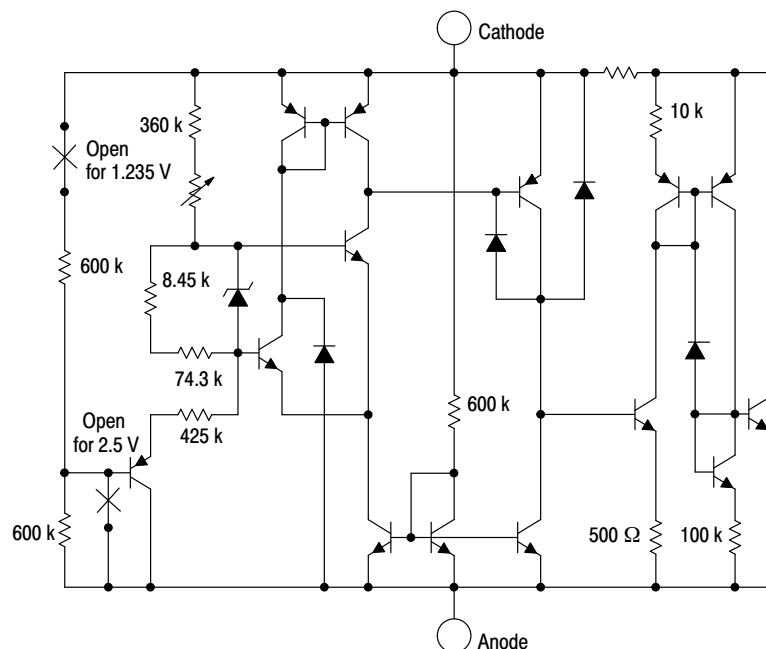 Cathode
360 k
10 k
Open
for 1.235 V
600 k
8.45 k
74.3 k
600 k
Open
for 2.5 V
425 k
600 k
500 Ω
100 k
Anode